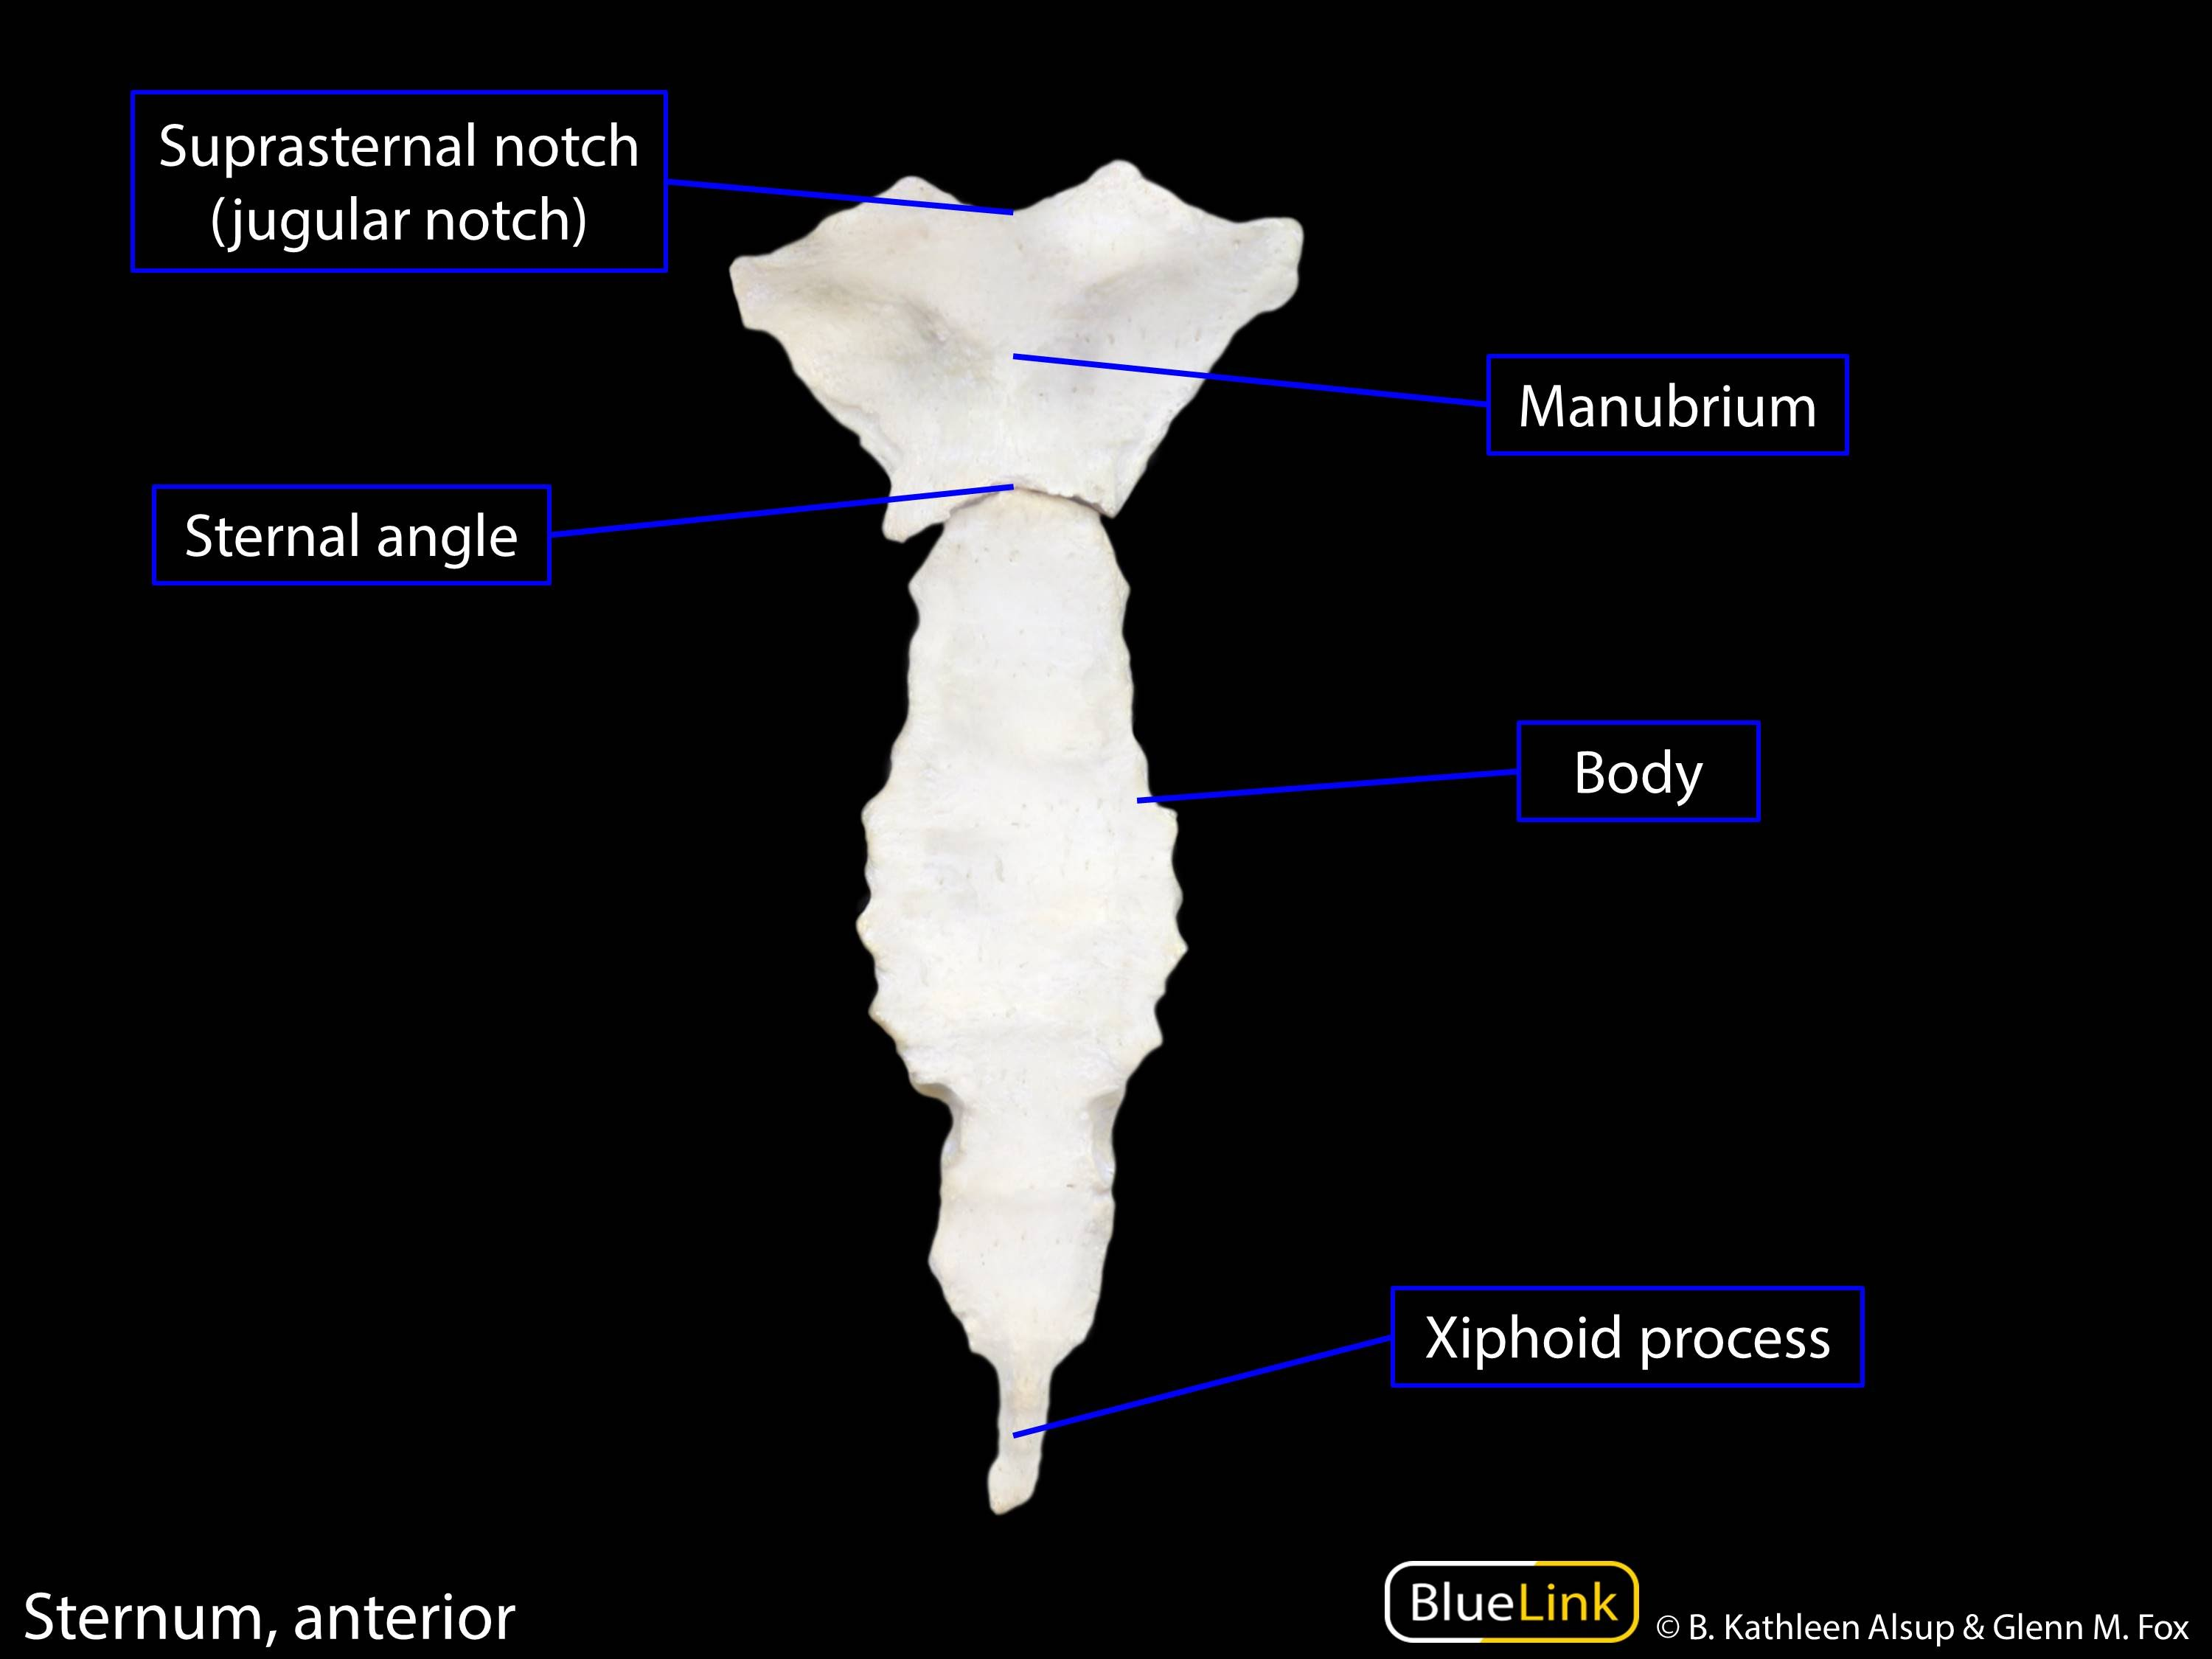 Suprasternal notch
(jugular notch)
Manubrium
Sternal angle
Body
Xiphoid process
Sternum, anterior
BlueLink
© B. Kathleen Alsup & Glenn M. Fox